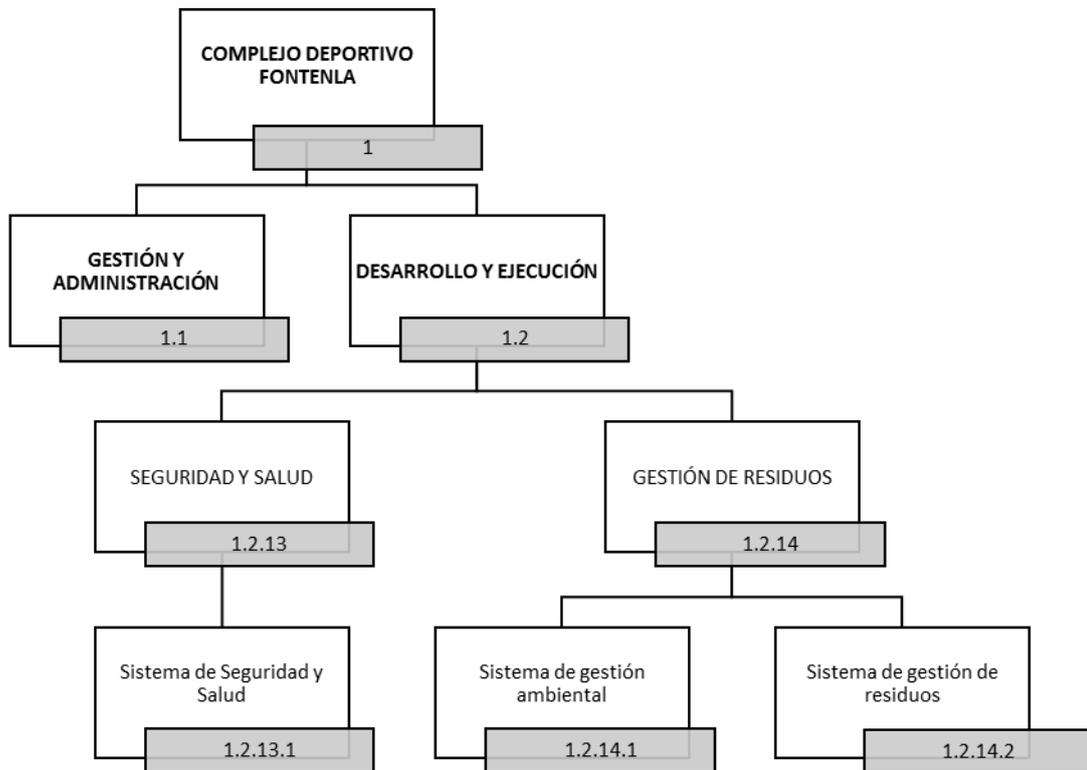 COMPLEJO DEPORTIVO
FONTENLA
1
GESTIÓN Y
ADMINISTRACIÓN
1.1
DESARROLLO Y EJECUCIÓN
1.2
SEGURIDAD Y SALUD
1.2.13
GESTIÓN DE RESIDUOS
1.2.14
Sistema de Seguridad y
Salud
1.2.13.1
Sistema de gestión
ambiental
1.2.14.1
Sistema de gestión de
residuos
1.2.14.2